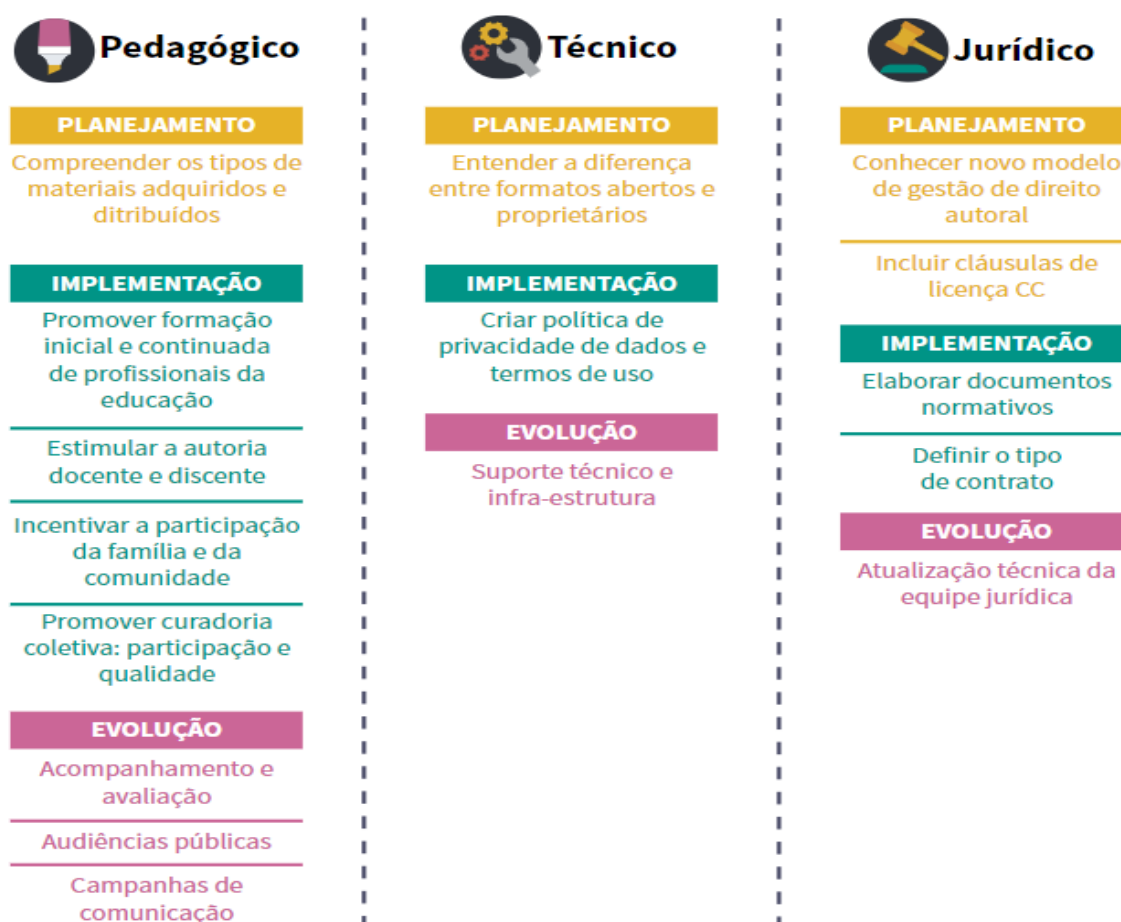 Pedagógico
PLANEJAMENTO
Compreender os tipos de
materiais adquiridos e
ditribuídos
IMPLEMENTAÇÃO
Promover formação
inicial e continuada
de profissionais da
educação
Estimular a autoria
docente e discente
Incentivar a participação
da família e da
comunidade
Promover curadoria
coletiva: participação e
qualidade
EVOLUÇÃO
Acompanhamento e
avaliação
Audiências públicas
Campanhas de
comunicação
Técnico
PLANEJAMENTO
Entender a diferença
entre formatos abertos e
proprietários
IMPLEMENTAÇÃO
Criar política de
privacidade de dados e
termos de uso
EVOLUÇÃO
Suporte técnico e
infra-estrutura
Jurídico
PLANEJAMENTO
Conhecer novo modelo
de gestão de direito
autoral
Incluir cláusulas de
licença CC
IMPLEMENTAÇÃO
Elaborar documentos
normativos
Definir o tipo
de contrato
EVOLUÇÃO
Atualização técnica da
equipe jurídica